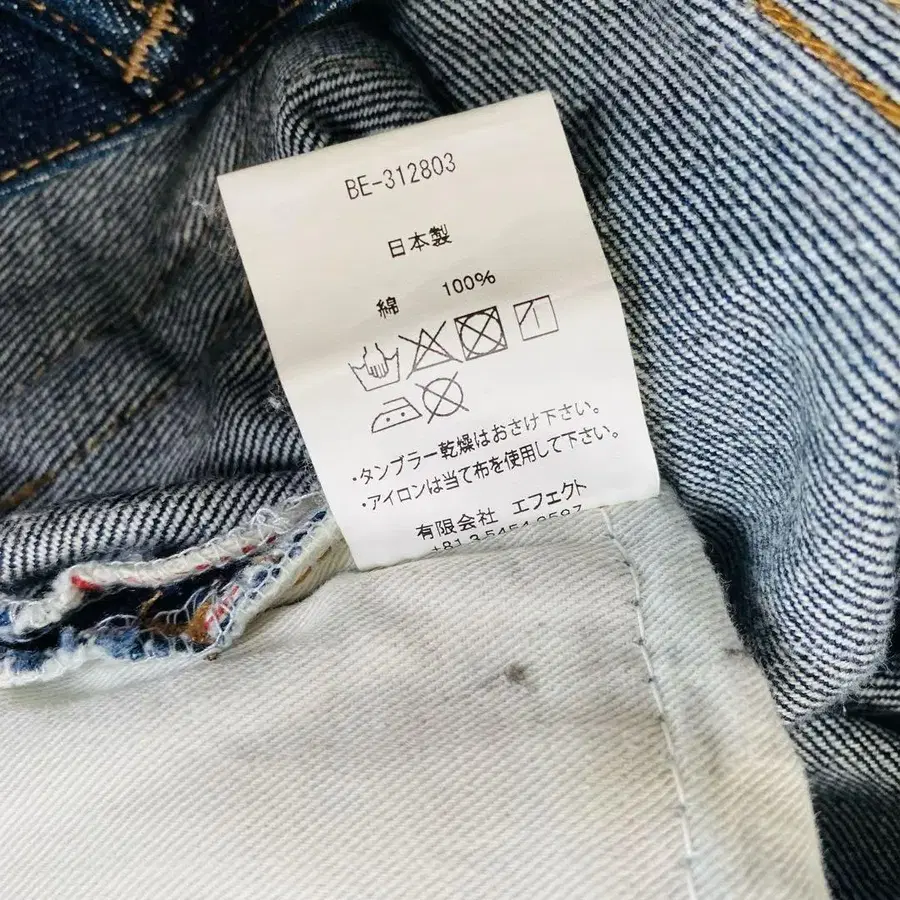 BE-312803
日本製
綿 100%
・タンブラー乾燥はおさけ下さい。
・アイロンは当て布を使用して下さい。
有限会社 エフェクト